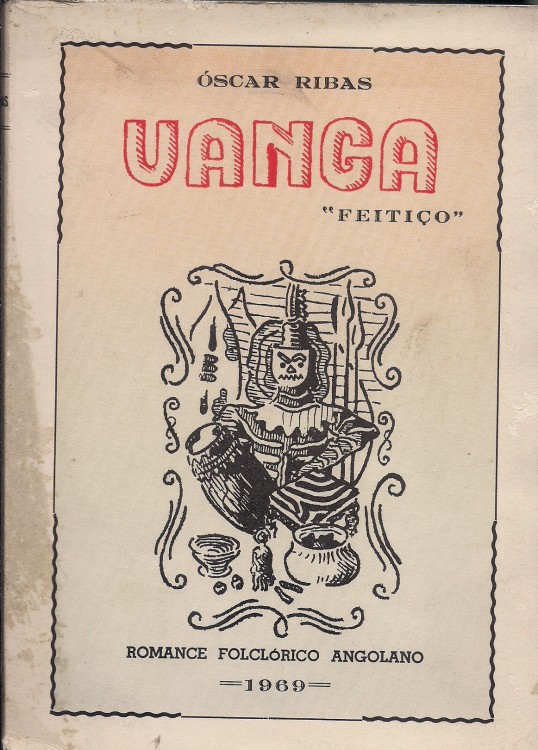 ÓSCAR RIBAS
UANGA
“FEITIÇO”
ROMANCE FOLCLÓRICO ANGOLANO
=1969=